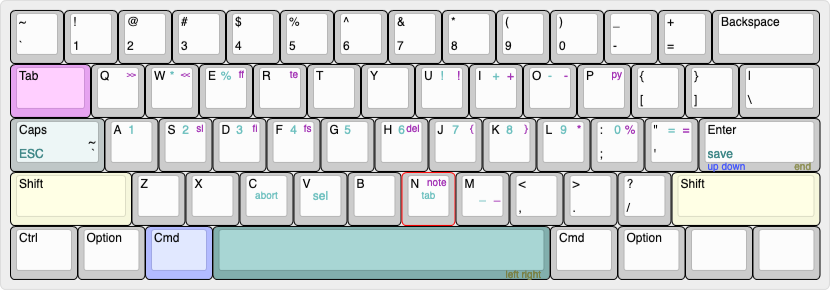 ~ ! @ # $ % ^ & * ( ) _ + Backspace
` 1 2 3 4 5 6 7 8 9 0 - =
Tab Q >> W * << E % ff R te T Y U ! ! I + + O - - P py { } |
[ ] \
Caps A 1 S 2 sl D 3 fl F 4 fs G 5 H 6 del J 7 { K 8 } L 9 * : 0 % " = = Enter
ESC ~ ` ; ' save
up down end
Shift Z X C V B N note M < > ? Shift
abort sel tab _ _ , . /
Ctrl Option Cmd Cmd Option
left right